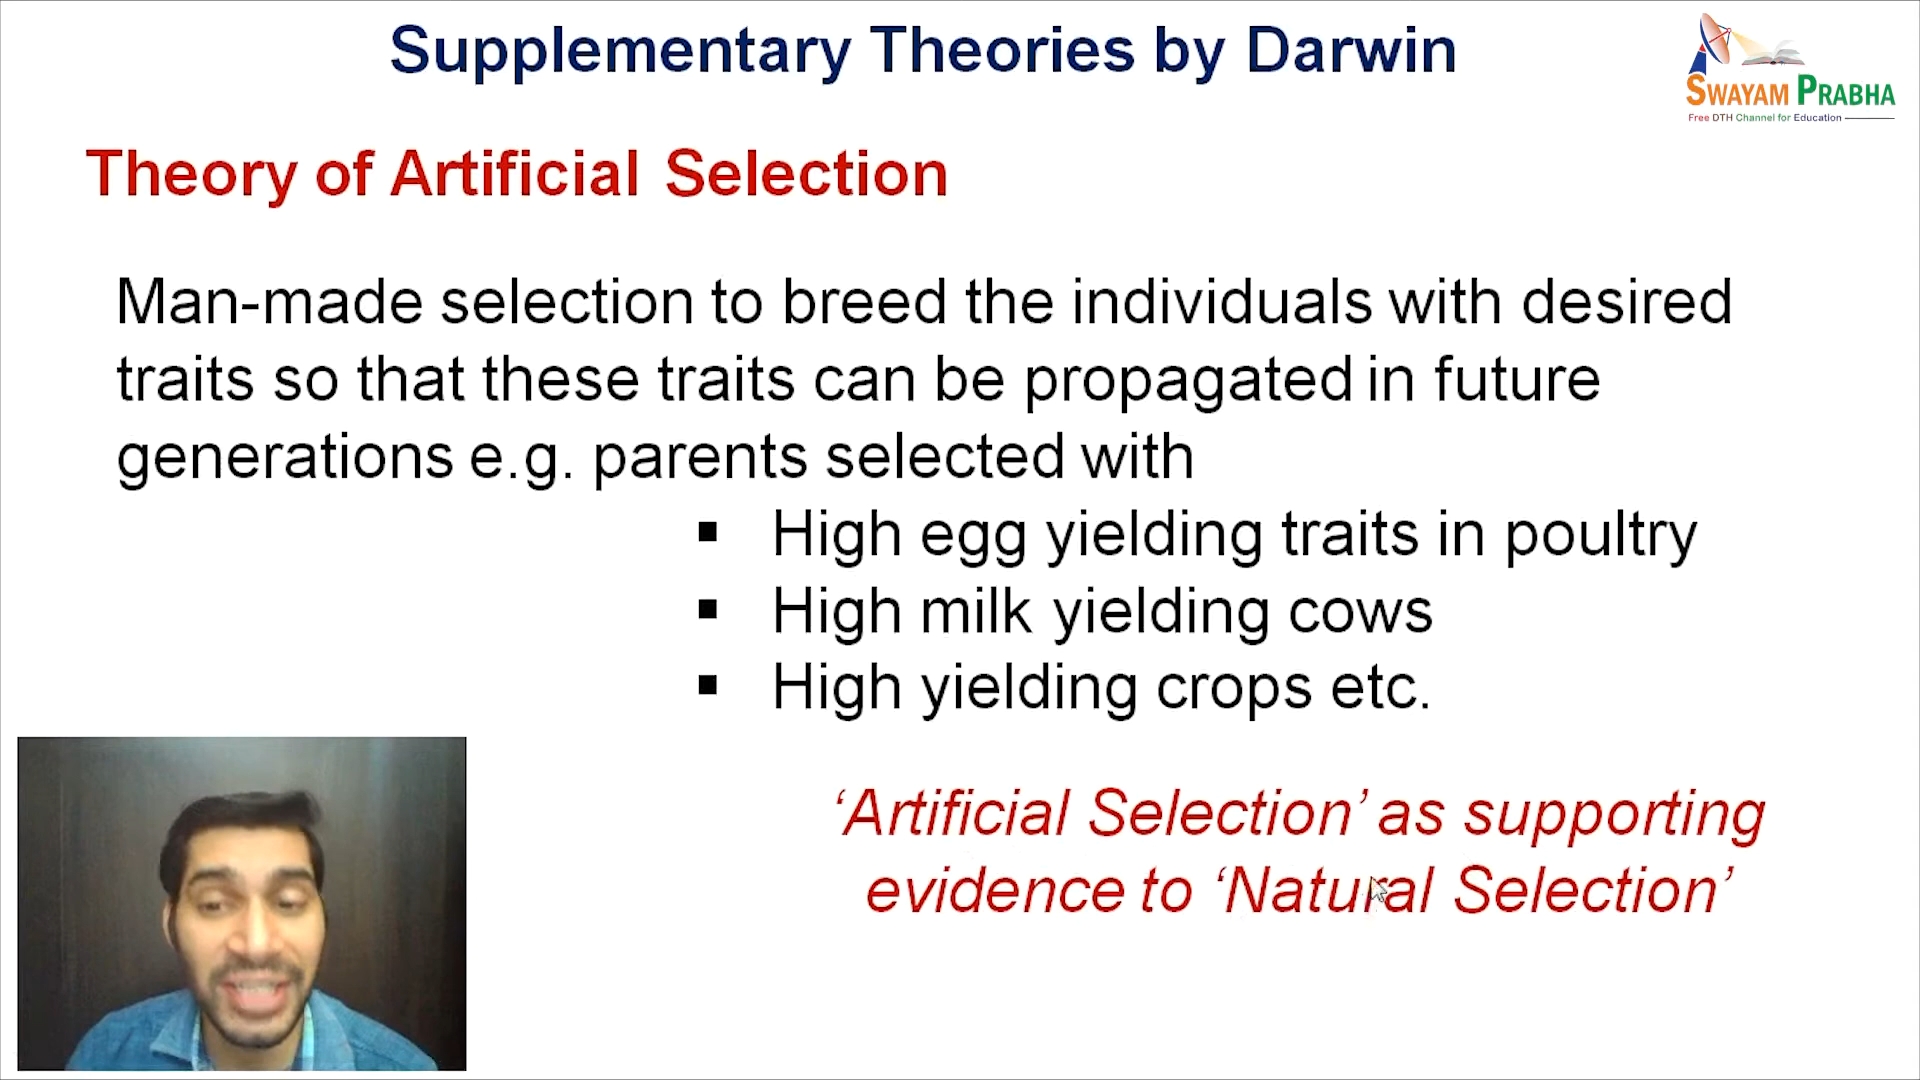 Supplementary Theories by Darwin
SWAYAM PRABHA
Free DTH Channel for Education
Theory of Artificial Selection
Man-made selection to breed the individuals with desired
traits so that these traits can be propagated in future
generations e.g. parents selected with
▪ High egg yielding traits in poultry
▪ High milk yielding cows
▪ High yielding crops etc.
‘Artificial Selection’ as supporting
evidence to ‘Natural Selection’